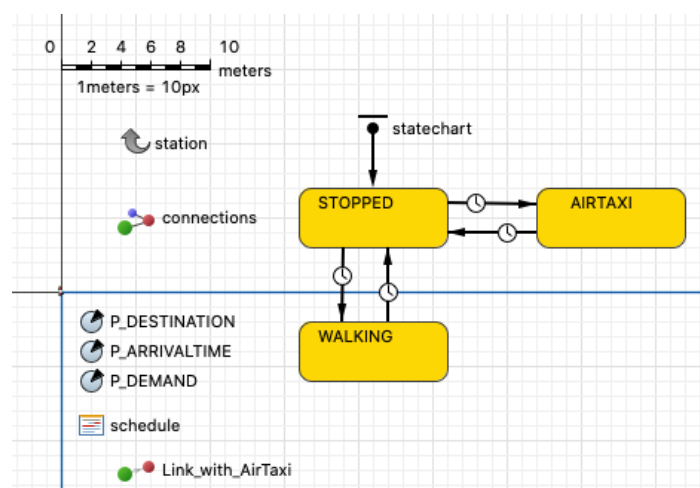 0 2 4 6 8 10
meters
1meters = 10px
statechart
station
STOPPED
AIRTAXI
connections
P_DESTINATION
WALKING
P_ARRIVALTIME
P_DEMAND
schedule
Link_with_AirTaxi